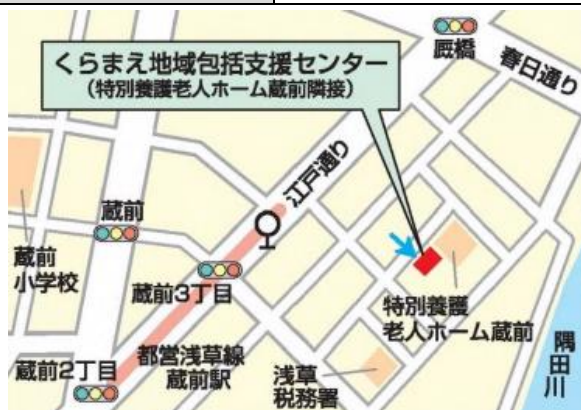 厩橋
春日通り
くらまえ地域包括支援センター
(特別養護老人ホーム蔵前隣接)
江戸通り
蔵前
蔵前
小学校
蔵前3丁目
特別養護
老人ホーム蔵前
都営浅草線
蔵前駅
蔵前2丁目
浅草
税務署
隅田川